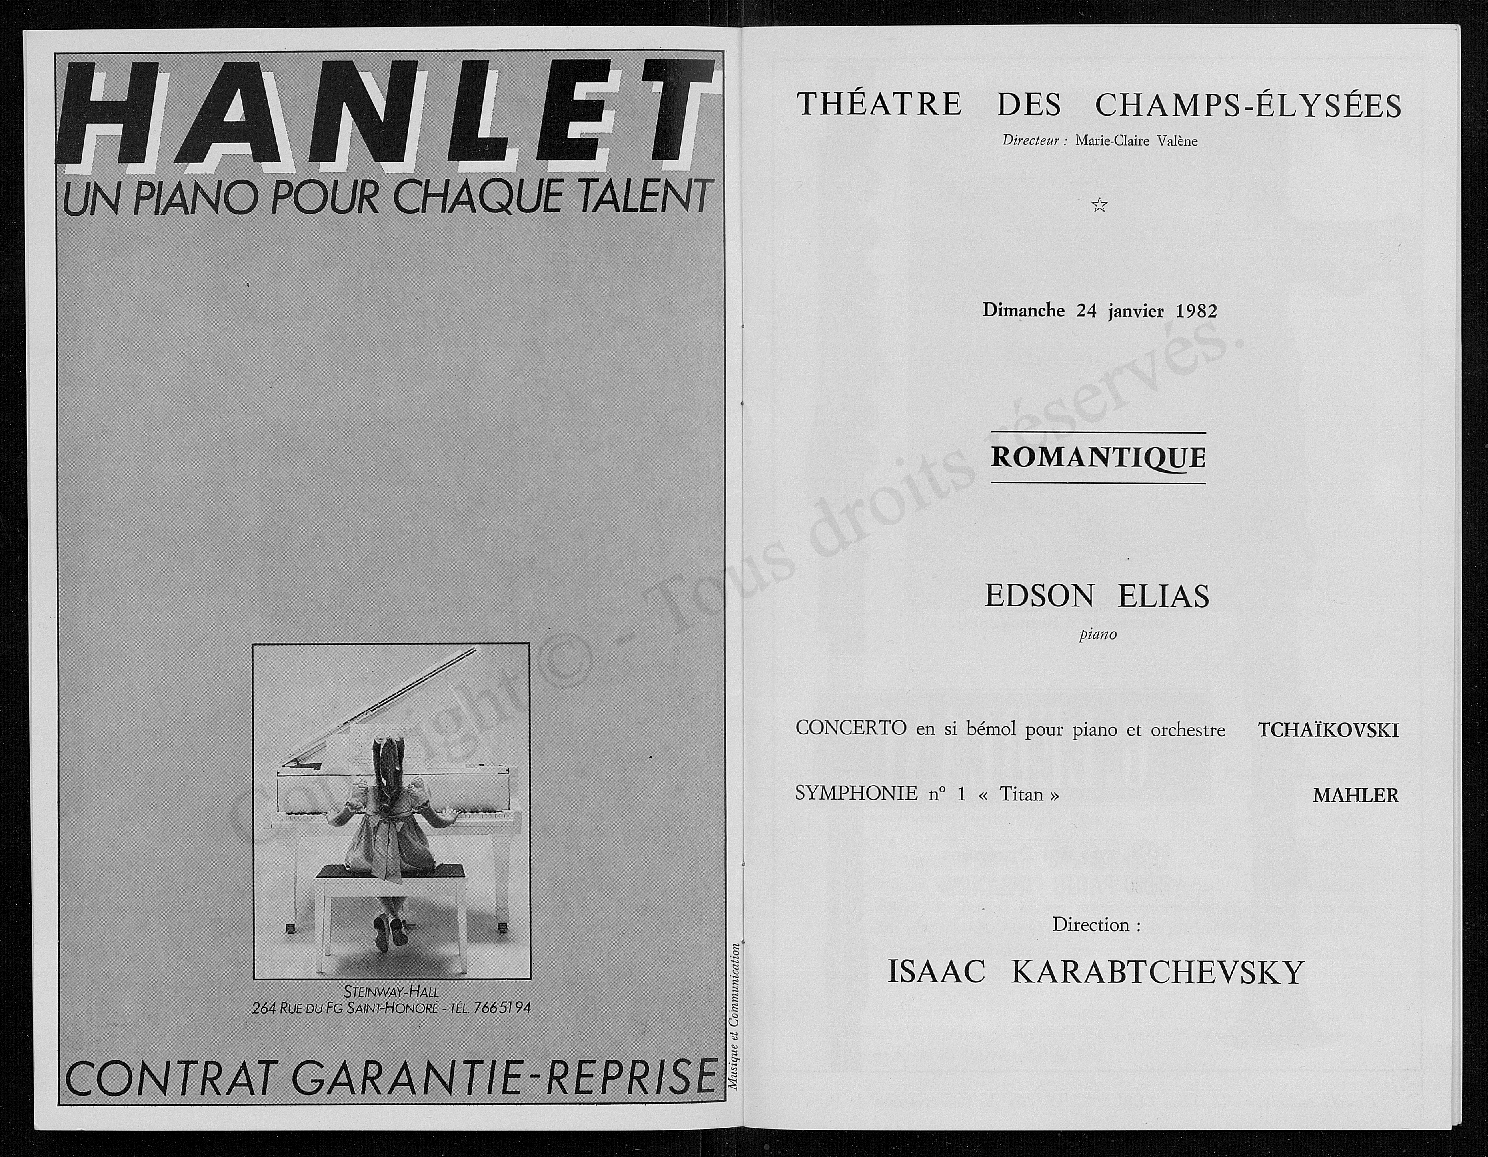 HANLET
UN PIANO POUR CHAQUE TALENT
STEINWAY-HALL
264 RUE DU FG SAINT-HONORÉ - TÉL. 7665194
CONTRAT GARANTIE-REPRISE
Musique et Communication
THÉATRE DES CHAMPS-ÉLYSÉES
Directeur : Marie-Claire Valène
Dimanche 24 janvier 1982
ROMANTIQUE
EDSON ELIAS
piano
CONCERTO en si bémol pour piano et orchestre TCHAÏKOVSKI
SYMPHONIE nº 1 « Titan » MAHLER
Direction :
ISAAC KARABTCHEVSKY
Copyright © - Tous droits réservés.